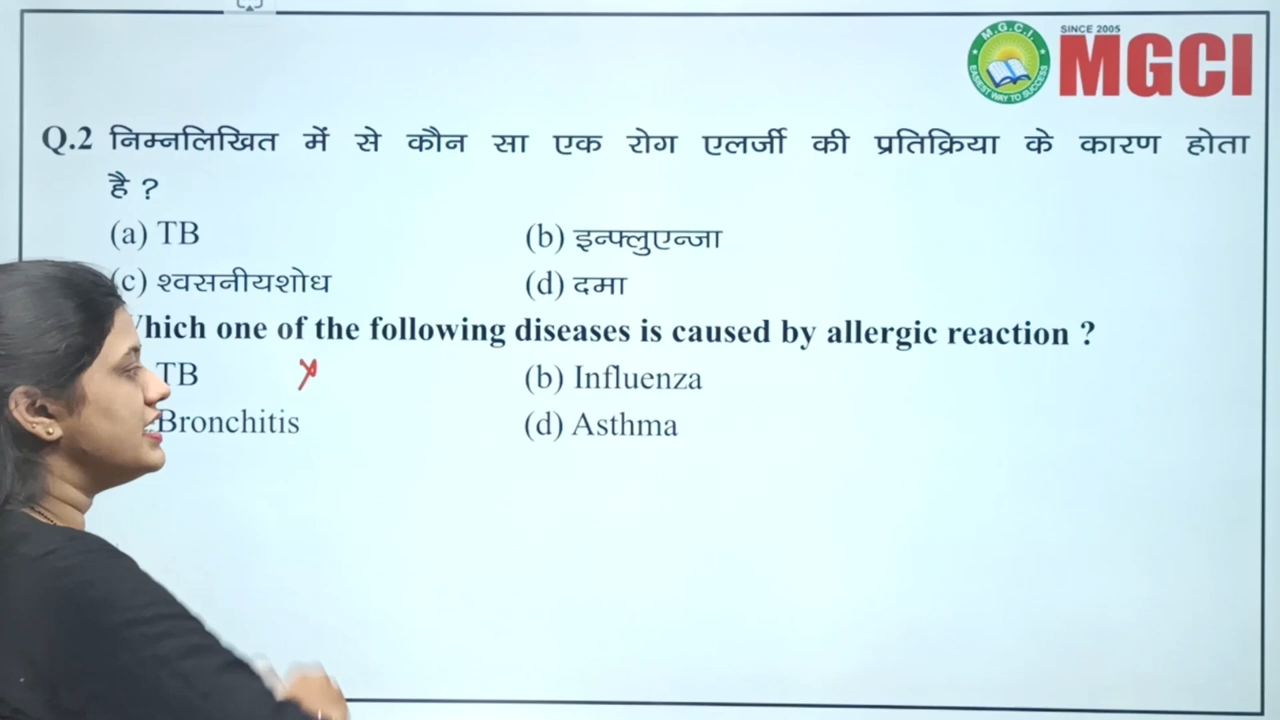 SINCE 2005
M.G.C.I.
EASIEST WAY TO SUCCESS
MGCI
Q.2 निम्नलिखित में से कौन सा एक रोग एलर्जी की प्रतिक्रिया के कारण होता
है ?
(a) TB (b) इन्फ्लुएन्जा
(c) श्वसनीयशोध (d) दमा
hich one of the following diseases is caused by allergic reaction ?
TB (b) Influenza
Bronchitis (d) Asthma